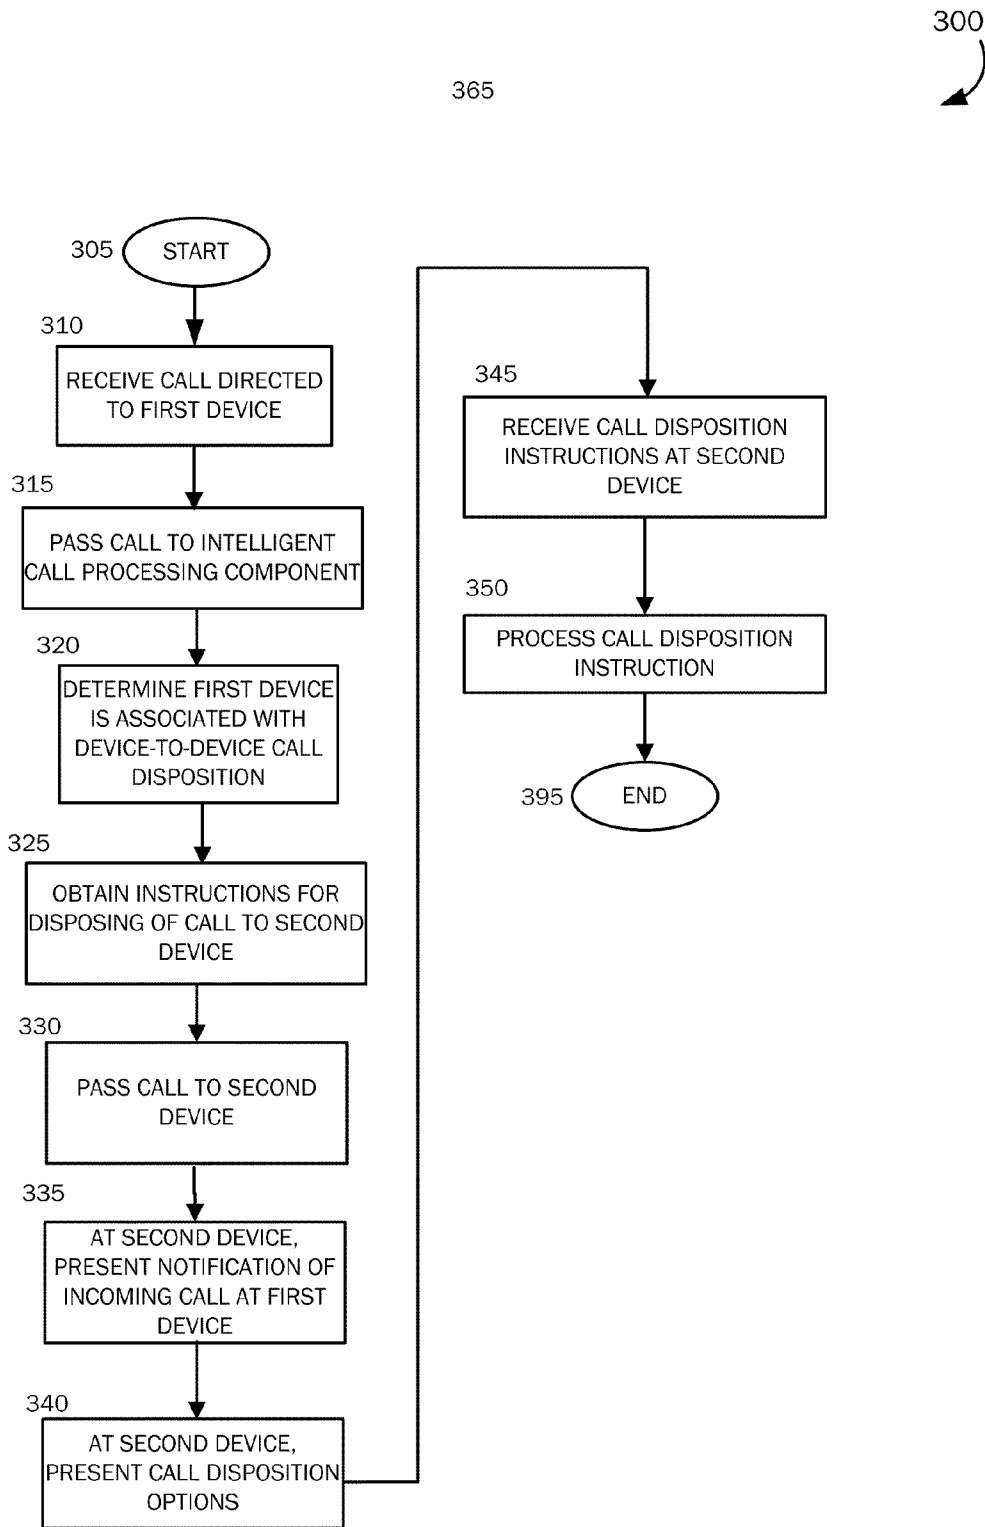 300
365
305
START
310
RECEIVE CALL DIRECTED
TO FIRST DEVICE
315
PASS CALL TO INTELLIGENT
CALL PROCESSING COMPONENT
320
DETERMINE FIRST DEVICE
IS ASSOCIATED WITH
DEVICE-TO-DEVICE CALL
DISPOSITION
325
OBTAIN INSTRUCTIONS FOR
DISPOSING OF CALL TO SECOND
DEVICE
330
PASS CALL TO SECOND
DEVICE
335
AT SECOND DEVICE,
PRESENT NOTIFICATION OF
INCOMING CALL AT FIRST
DEVICE
340
AT SECOND DEVICE,
PRESENT CALL DISPOSITION
OPTIONS
345
RECEIVE CALL DISPOSITION
INSTRUCTIONS AT SECOND
DEVICE
350
PROCESS CALL DISPOSITION
INSTRUCTION
395
END